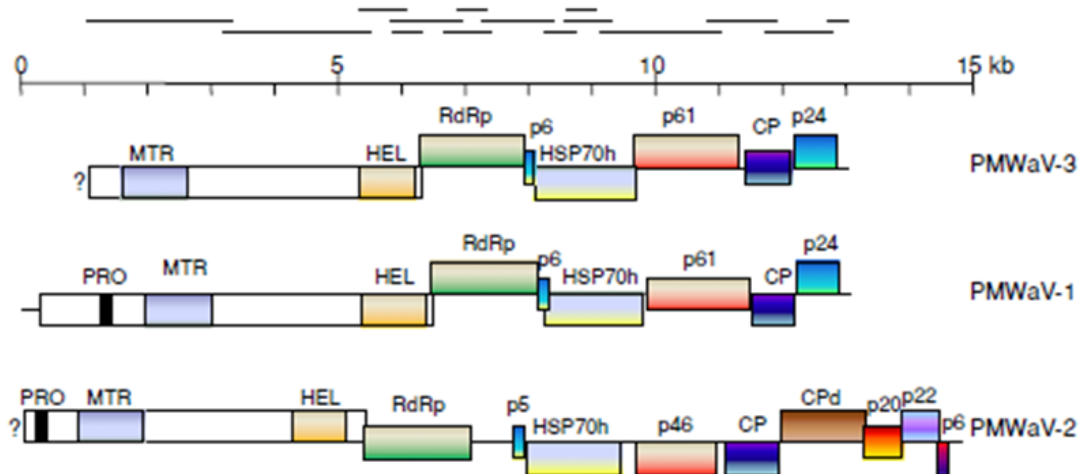 0 5 10 15 kb
RdRp p6 p61 CP p24
MTR HEL HSP70h
? PMWaV-3
RdRp p6 p61 p24
PRO MTR HEL HSP70h CP
PMWaV-1
PRO MTR HEL RdRp p5 HSP70h p46 CP CPd p20 p22
? p6 PMWaV-2